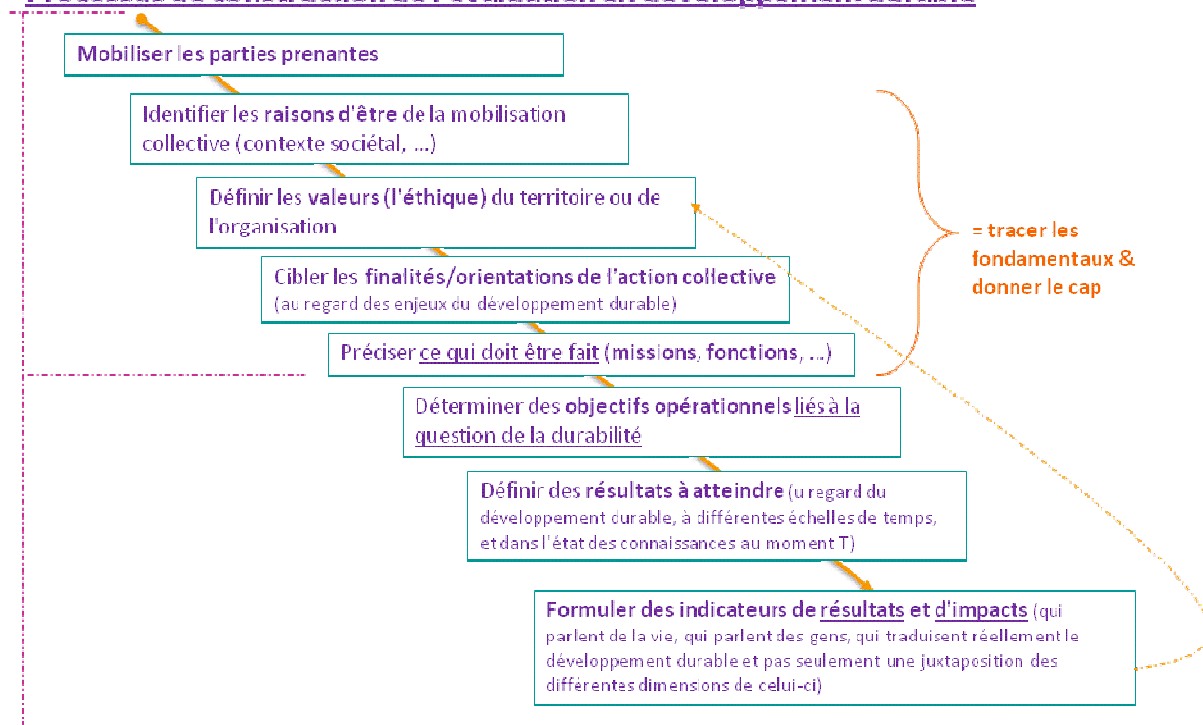 Mobiliser les parties prenantes
Identifier les raisons d'être de la mobilisation
collective (contexte sociétal, ...)
Définir les valeurs (l'éthique) du territoire ou de
l'organisation
Cibler les finalités/orientations de l'action collective
(au regard des enjeux du développement durable)
Préciser ce qui doit être fait (missions, fonctions, ...)
= tracer les
fondamentaux &
donner le cap
Déterminer des objectifs opérationnels liés à la
question de la durabilité
Définir des résultats à atteindre (u regard du
développement durable, à différentes échelles de temps,
et dans l'état des connaissances au moment T)
Formuler des indicateurs de résultats et d'impacts (qui
parlent de la vie, qui parlent des gens, qui traduisent réellement le
développement durable et pas seulement une juxtaposition des
différentes dimensions de celui-ci)